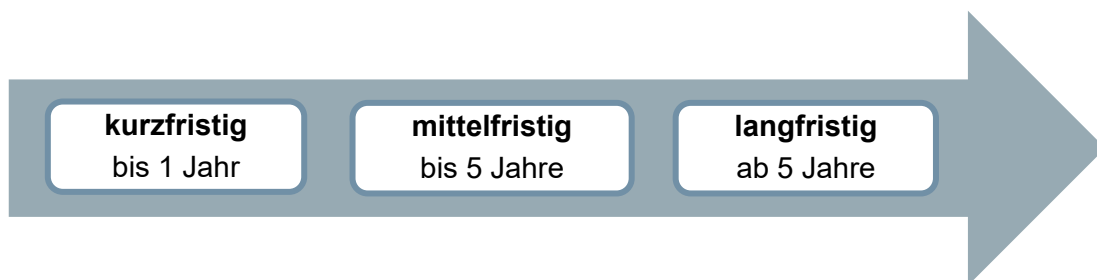 kurzfristig
bis 1 Jahr
mittelfristig
bis 5 Jahre
langfristig
ab 5 Jahre